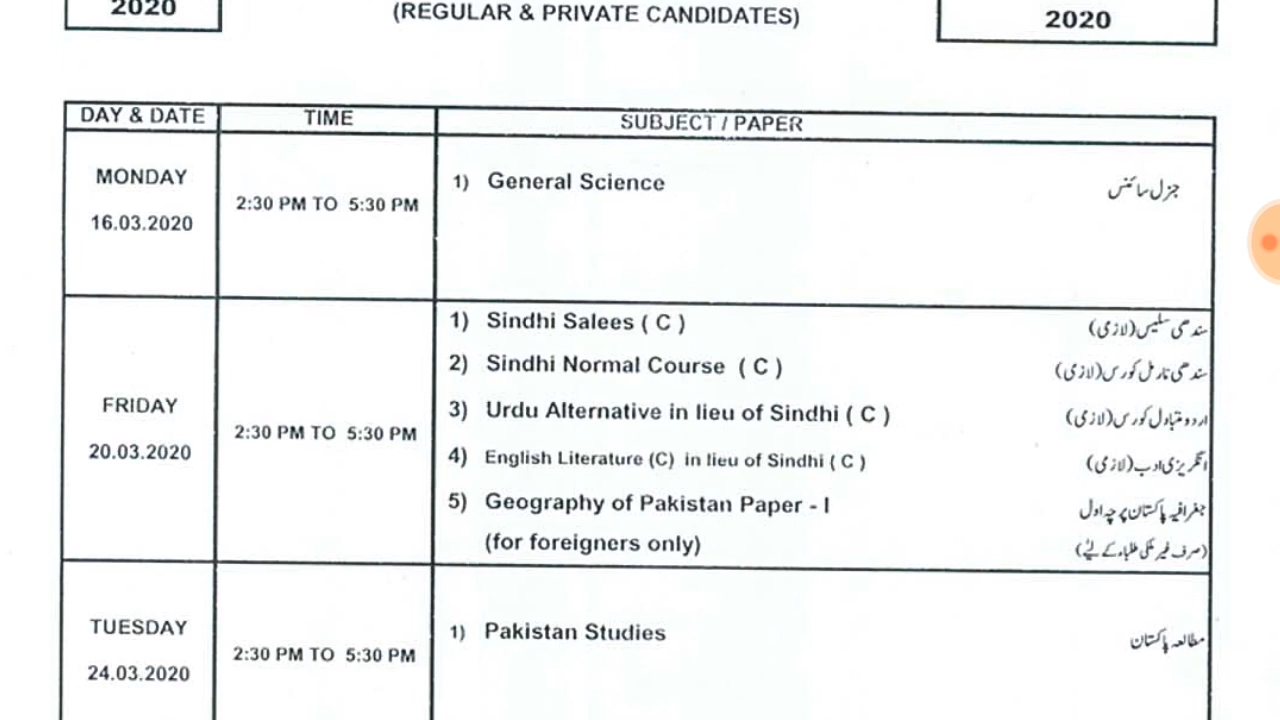 2020
(REGULAR & PRIVATE CANDIDATES)
2020
DAY & DATE TIME SUBJECT / PAPER
MONDAY
16.03.2020
2:30 PM TO 5:30 PM
1) General Science جنرل سائنس
FRIDAY
20.03.2020
2:30 PM TO 5:30 PM
1) Sindhi Salees ( C ) سندھی سلیس (لازمی)
2) Sindhi Normal Course ( C ) سندھی نارمل کورس (لازمی)
3) Urdu Alternative in lieu of Sindhi ( C ) اردو متبادل کورس (لازمی)
4) English Literature (C) in lieu of Sindhi ( C ) انگریزی ادب (لازمی)
5) Geography of Pakistan Paper - I جغرافیہ پاکستان پرچہ اول
(for foreigners only) (صرف غیر ملکی طلباء کے لیئے)
TUESDAY
24.03.2020
2:30 PM TO 5:30 PM
1) Pakistan Studies مطالعہ پاکستان